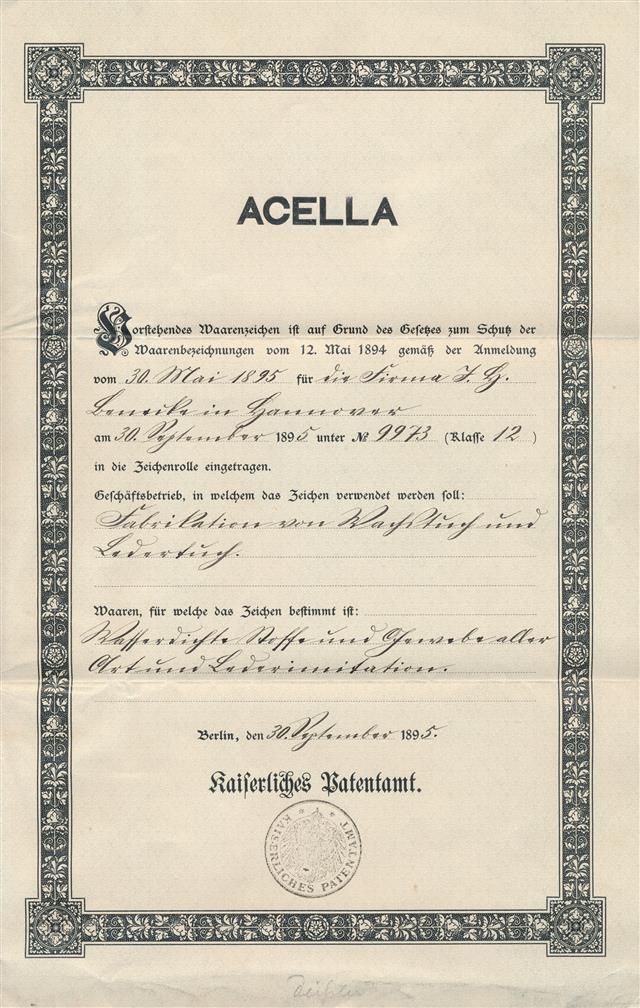 ACELLA
Vorstehendes Waarenzeichen ist auf Grund des Gesetzes zum Schutz der
Waarenbezeichnungen vom 12. Mai 1894 gemäß der Anmeldung
vom 30. Mai 1895 für die Firma J. H.
Benecke in Hannover
am 30. September 1895 unter № 9973 (Klasse 12 )
in die Zeichenrolle eingetragen.
Geschäftsbetrieb, in welchem das Zeichen verwendet werden soll:
Fabrikation von Wachstuch und
Ledertuch.
Waaren, für welche das Zeichen bestimmt ist:
Wasserdichte Stoffe und Gewebe aller
Art und Lederimitation.
Berlin, den 30. September 1895.
Kaiserliches Patentamt.
KAISERLICHES PATENTAMT